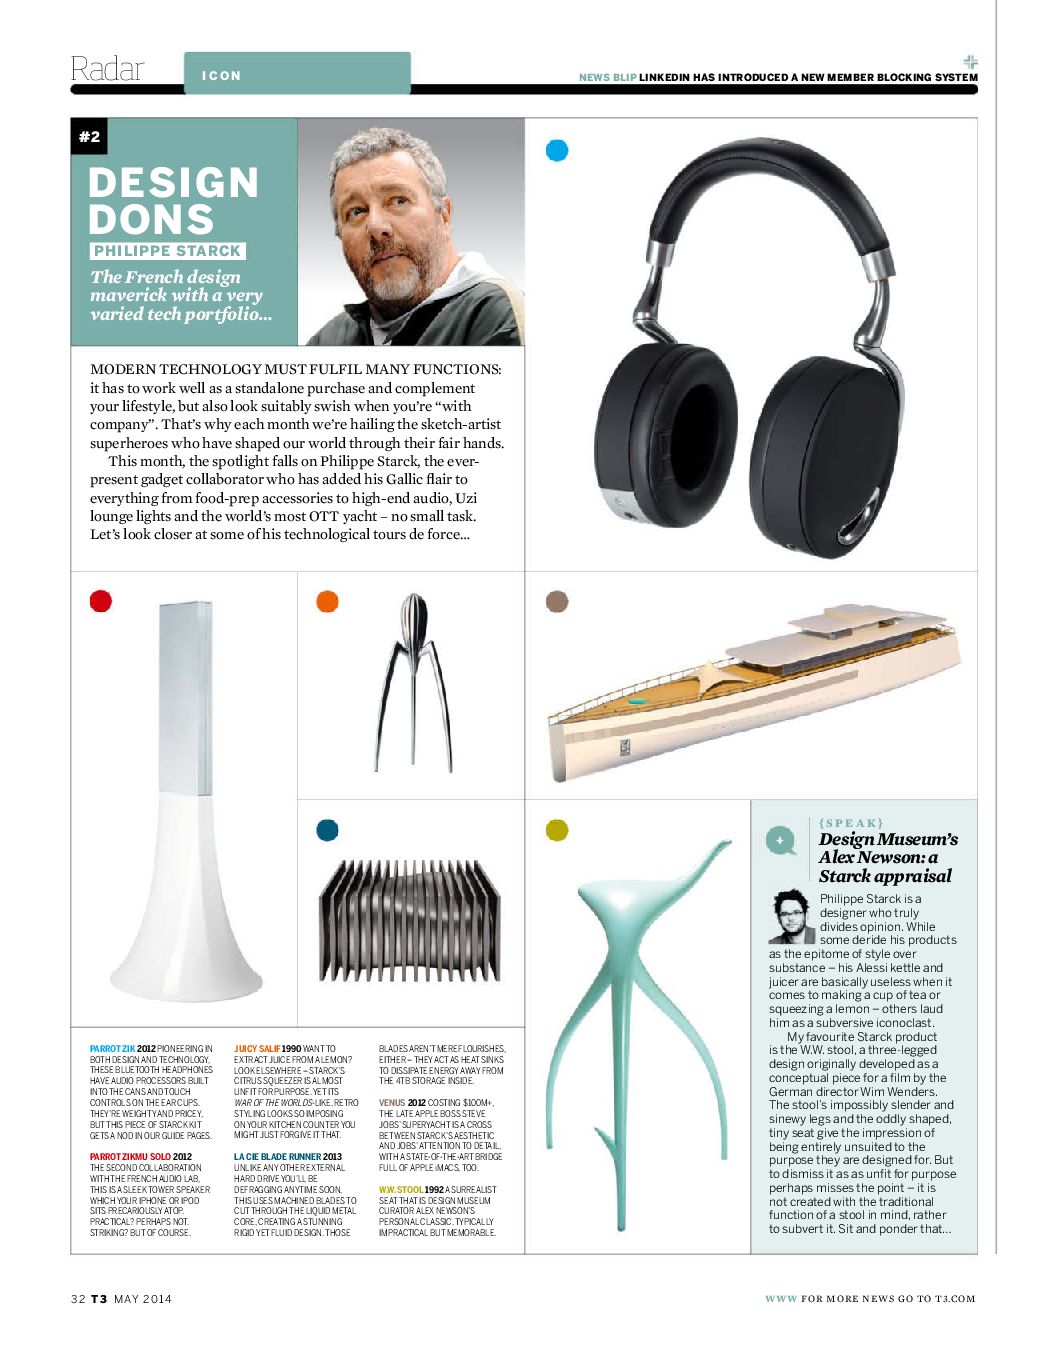 Radar
ICON
NEWS BLIP LINKEDIN HAS INTRODUCED A NEW MEMBER BLOCKING SYSTEM
#2
DESIGN
DONS
PHILIPPE STARCK
The French design
maverick with a very
varied tech portfolio...
MODERN TECHNOLOGY MUST FULFIL MANY FUNCTIONS:
it has to work well as a standalone purchase and complement
your lifestyle, but also look suitably swish when you're “with
company”. That's why each month we're hailing the sketch-artist
superheroes who have shaped our world through their fair hands.
This month, the spotlight falls on Philippe Starck, the ever-
present gadget collaborator who has added his Gallic flair to
everything from food-prep accessories to high-end audio, Uzi
lounge lights and the world's most OTT yacht – no small task.
Let's look closer at some of his technological tours de force...
PARROT ZIK 2012 PIONEERING IN
BOTH DESIGN AND TECHNOLOGY,
THESE BLUETOOTH HEADPHONES
HAVE AUDIO PROCESSORS BUILT
INTO THE CANS AND TOUCH
CONTROLS ON THE EAR CUPS.
THEY'RE WEIGHTY AND PRICEY,
BUT THIS PIECE OF STARCK KIT
GETS A NOD IN OUR GUIDE PAGES.
PARROT ZIKMU SOLO 2012
THE SECOND COLLABORATION
WITH THE FRENCH AUDIO LAB,
THIS IS A SLEEK TOWER SPEAKER
WHICH YOUR IPHONE OR IPOD
SITS PRECARIOUSLY ATOP.
PRACTICAL? PERHAPS NOT.
STRIKING? BUT OF COURSE.
JUICY SALIF 1990 WANT TO
EXTRACT JUICE FROM A LEMON?
LOOK ELSEWHERE – STARCK'S
CITRUS SQUEEZER IS ALMOST
UNFIT FOR PURPOSE. YET ITS
WAR OF THE WORLDS-LIKE, RETRO
STYLING LOOKS SO IMPOSING
ON YOUR KITCHEN COUNTER YOU
MIGHT JUST FORGIVE IT THAT.
LA CIE BLADE RUNNER 2013
UNLIKE ANY OTHER EXTERNAL
HARD DRIVE YOU'LL BE
DEFRAGGING ANYTIME SOON,
THIS USES MACHINED BLADES TO
CUT THROUGH THE LIQUID METAL
CORE, CREATING A STUNNING
RIGID YET FLUID DESIGN. THOSE
BLADES AREN'T MERE FLOURISHES,
EITHER – THEY ACT AS HEAT SINKS
TO DISSIPATE ENERGY AWAY FROM
THE 4TB STORAGE INSIDE.
VENUS 2012 COSTING $100M+,
THE LATE APPLE BOSS STEVE
JOBS' SUPERYACHT IS A CROSS
BETWEEN STARCK'S AESTHETIC
AND JOBS' ATTENTION TO DETAIL,
WITH A STATE-OF-THE-ART BRIDGE
FULL OF APPLE iMACS, TOO.
W.W. STOOL 1992 A SURREALIST
SEAT THAT IS DESIGN MUSEUM
CURATOR ALEX NEWSON'S
PERSONAL CLASSIC. TYPICALLY
IMPRACTICAL BUT MEMORABLE.
{SPEAK}
Design Museum's
Alex Newson: a
Starck appraisal
Philippe Starck is a
designer who truly
divides opinion. While
some deride his products
as the epitome of style over
substance – his Alessi kettle and
juicer are basically useless when it
comes to making a cup of tea or
squeezing a lemon – others laud
him as a subversive iconoclast.
My favourite Starck product
is the W.W. stool, a three-legged
design originally developed as a
conceptual piece for a film by the
German director Wim Wenders.
The stool's impossibly slender and
sinewy legs and the oddly shaped,
tiny seat give the impression of
being entirely unsuited to the
purpose they are designed for. But
to dismiss it as as unfit for purpose
perhaps misses the point – it is
not created with the traditional
function of a stool in mind, rather
to subvert it. Sit and ponder that...
32 T3 MAY 2014
WWW FOR MORE NEWS GO TO T3.COM